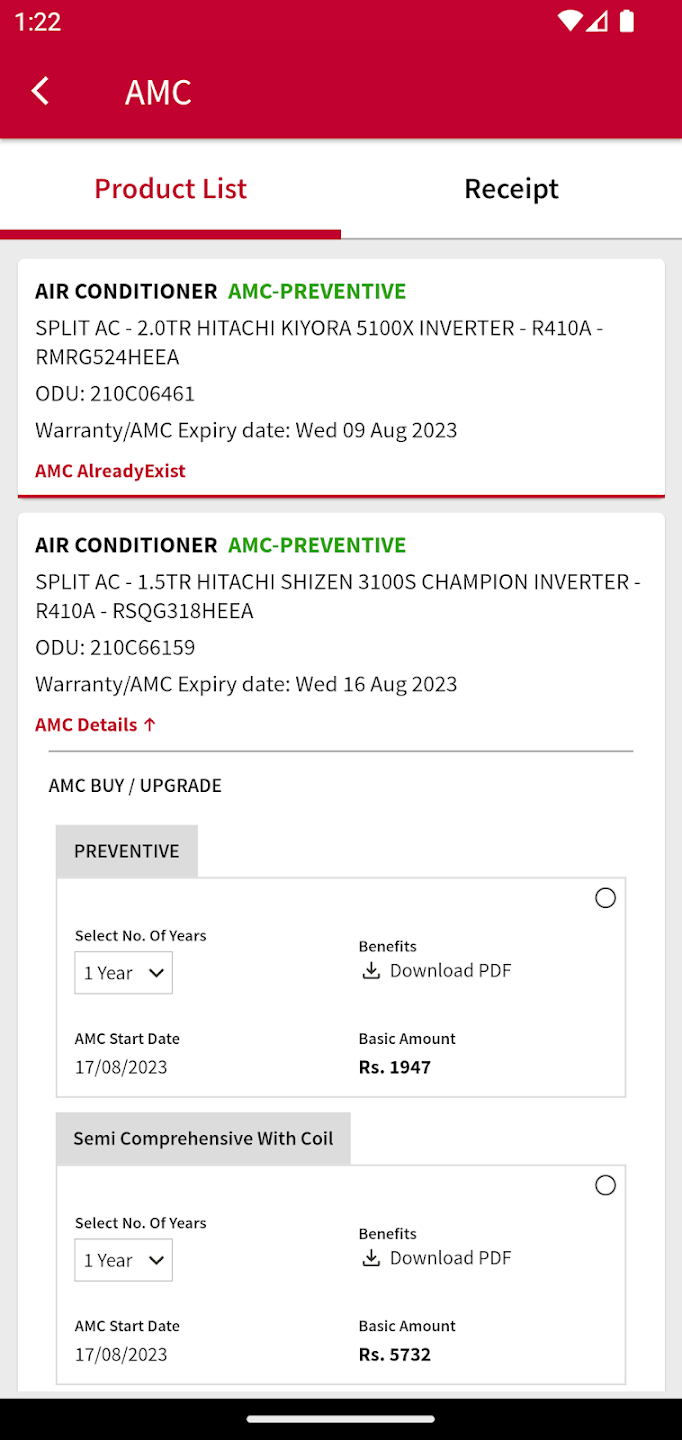 1:22
AMC
Product List
Receipt
AIR CONDITIONER AMC-PREVENTIVE
SPLIT AC - 2.0TR HITACHI KIYORA 5100X INVERTER - R410A -
RMRG524HEEA
ODU: 210C06461
Warranty/AMC Expiry date: Wed 09 Aug 2023
AMC AlreadyExist
AIR CONDITIONER AMC-PREVENTIVE
SPLIT AC - 1.5TR HITACHI SHIZEN 3100S CHAMPION INVERTER -
R410A - RSQG318HEEA
ODU: 210C66159
Warranty/AMC Expiry date: Wed 16 Aug 2023
AMC Details ↑
AMC BUY / UPGRADE
PREVENTIVE
Select No. Of Years
1 Year
Benefits
Download PDF
AMC Start Date
17/08/2023
Basic Amount
Rs. 1947
Semi Comprehensive With Coil
Select No. Of Years
1 Year
Benefits
Download PDF
AMC Start Date
17/08/2023
Basic Amount
Rs. 5732